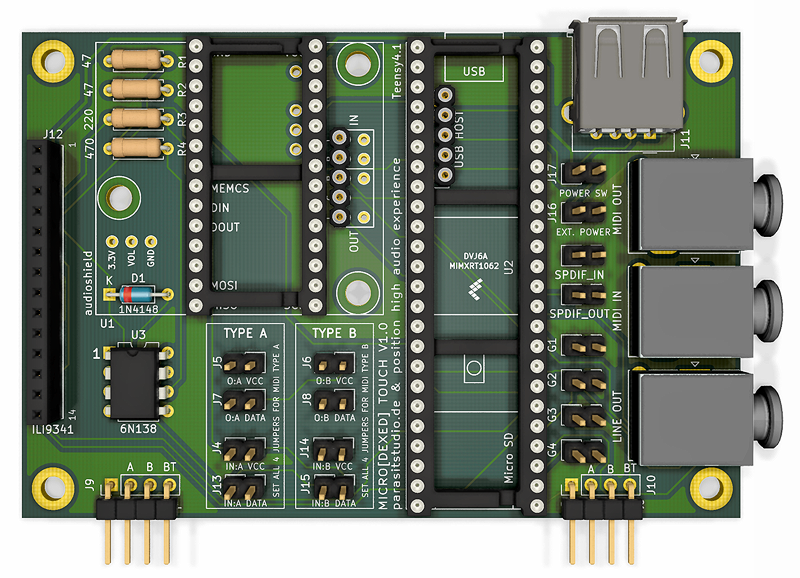 47
R1
47
R2
220
R3
470
R4
J12
1
14
ILI9341
audioshield
MEMCS
DIN
DOUT
MOSI
3.3V
VOL
GND
K
D1
1N4148
U1
U3
1
6N138
IN
OUT
Teensy4.1
USB
USB HOST
DVJ6A
MIMXRT1062
U2
Micro SD
MICRO[DEXED] TOUCH V1.0
parasitstudio.de & position high audio experience
TYPE A
J5
O:A VCC
J7
O:A DATA
J4
IN:A VCC
J13
IN:A DATA
SET ALL 4 JUMPERS FOR MIDI TYPE A
TYPE B
J6
O:B VCC
J8
O:B DATA
J14
IN:B VCC
J15
IN:B DATA
SET ALL 4 JUMPERS FOR MIDI TYPE B
J11
J17
POWER SW
J16
EXT. POWER
SPDIF_IN
SPDIF_OUT
MIDI OUT
MIDI IN
LINE OUT
G1
G2
G3
G4
J9
A B BT
A B BT
J10